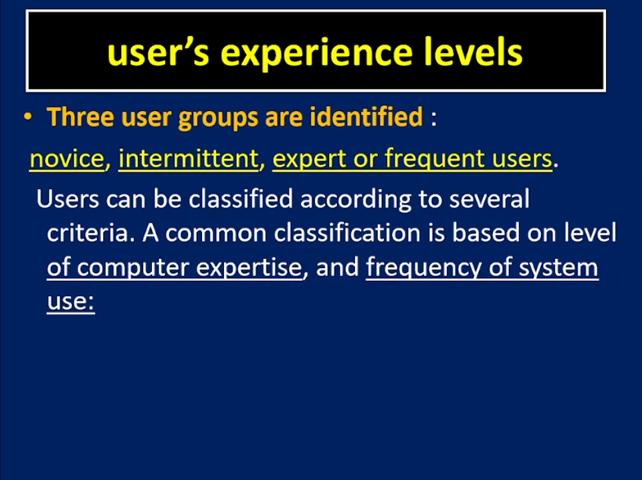 user’s experience levels
• Three user groups are identified :
novice, intermittent, expert or frequent users.
Users can be classified according to several
criteria. A common classification is based on level
of computer expertise, and frequency of system
use: